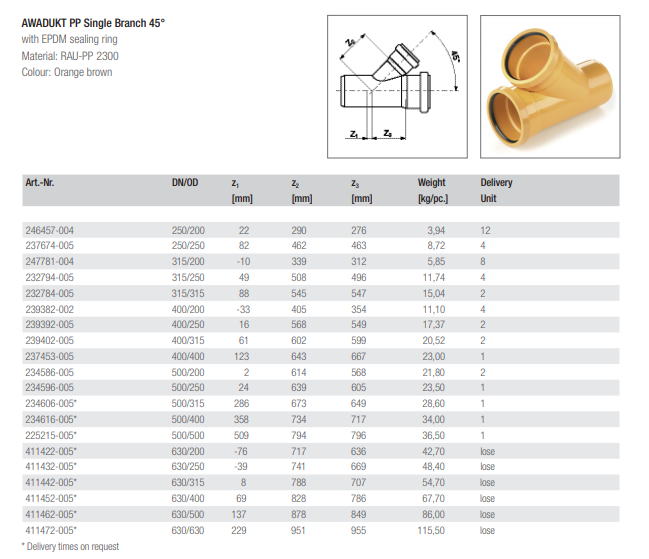 AWADUKT PP Single Branch 45°
with EPDM sealing ring
Material: RAU-PP 2300
Colour: Orange brown
Z₂
45°
Z₁ Z₃
Art.-Nr. DN/OD z₁ z₂ z₃ Weight Delivery
[mm] [mm] [mm] [kg/pc.] Unit
246457-004 250/200 22 290 276 3,94 12
237674-005 250/250 82 462 463 8,72 4
247781-004 315/200 -10 339 312 5,85 8
232794-005 315/250 49 508 496 11,74 4
232784-005 315/315 88 545 547 15,04 2
239382-002 400/200 -33 405 354 11,10 4
239392-005 400/250 16 568 549 17,37 2
239402-005 400/315 61 602 599 20,52 2
237453-005 400/400 123 643 667 23,00 1
234586-005 500/200 2 614 568 21,80 2
234596-005 500/250 24 639 605 23,50 1
234606-005* 500/315 286 673 649 28,60 1
234616-005* 500/400 358 734 717 34,00 1
225215-005* 500/500 509 794 796 36,50 1
411422-005* 630/200 -76 717 636 42,70 lose
411432-005* 630/250 -39 741 669 48,40 lose
411442-005* 630/315 8 788 707 54,70 lose
411452-005* 630/400 69 828 786 67,70 lose
411462-005* 630/500 137 878 849 86,00 lose
411472-005* 630/630 229 951 955 115,50 lose
* Delivery times on request